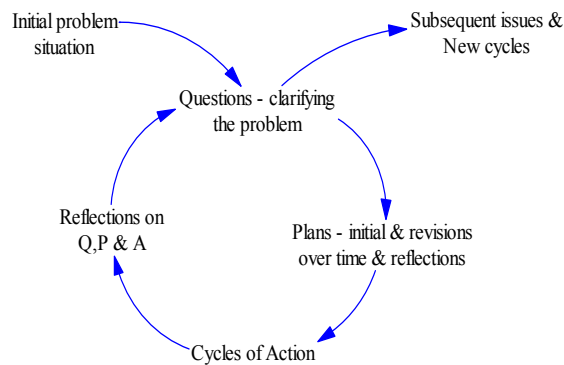 Initial problem
situation
Subsequent issues &
New cycles
Questions - clarifying
the problem
Plans - initial & revisions
over time & reflections
Cycles of Action
Reflections on
Q,P & A